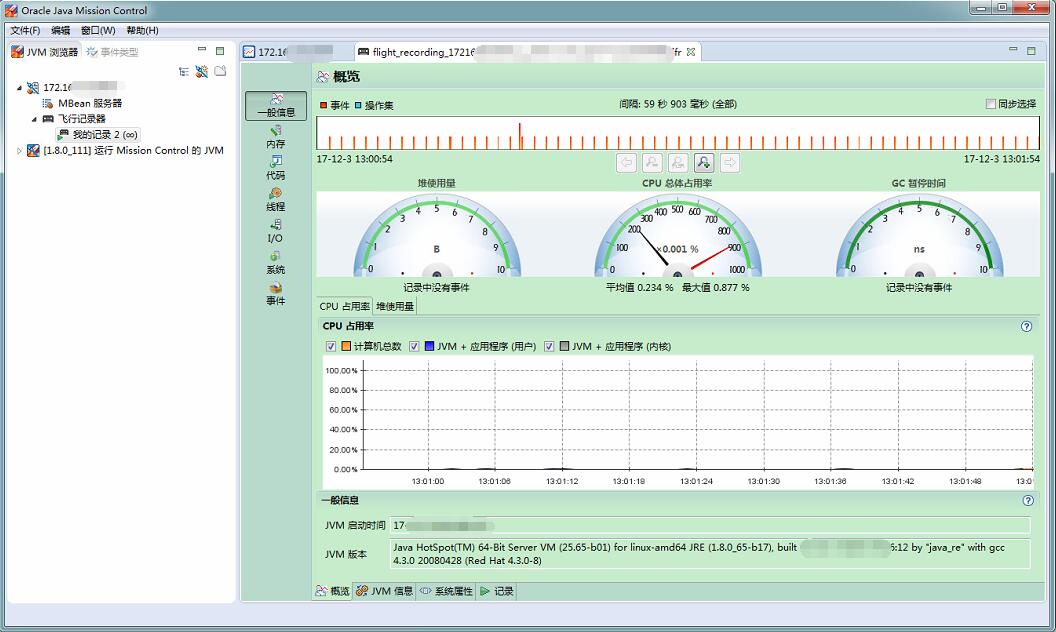 Oracle Java Mission Control
文件(F) 编辑 窗口(W) 帮助(H)
JVM 浏览器 事件类型
172.16
MBean 服务器
飞行记录器
我的记录 2 (∞)
[1.8.0_111] 运行 Mission Control 的 JVM
172.16 flight_recording_17216 fr
一般信息
内存
代码
线程
I/O
系统
事件
概览
事件 操作集 间隔: 59 秒 903 毫秒 (全部) 同步选择
17-12-3 13:00:54 17-12-3 13:01:54
堆使用量 CPU 总体占用率 GC 暂停时间
0 1 2 3 4 5 6 7 8 9 10
B
0 100 200 300 400 500 600 700 800 900 1000
×0.001 %
0 1 2 3 4 5 6 7 8 9 10
ns
记录中没有事件 平均值 0.234 % 最大值 0.877 % 记录中没有事件
CPU 占用率 堆使用量
CPU 占用率
计算机总数 JVM + 应用程序 (用户) JVM + 应用程序 (内核)
100.00%
80.00%
60.00%
40.00%
20.00%
0.00%
13:01:00 13:01:06 13:01:12 13:01:18 13:01:24 13:01:30 13:01:36 13:01:42 13:01:48 13:01
一般信息
JVM 启动时间 17
JVM 版本 Java HotSpot(TM) 64-Bit Server VM (25.65-b01) for linux-amd64 JRE (1.8.0_65-b17), built 6:12 by "java_re" with gcc
4.3.0 20080428 (Red Hat 4.3.0-8)
概览 JVM 信息 系统属性 记录